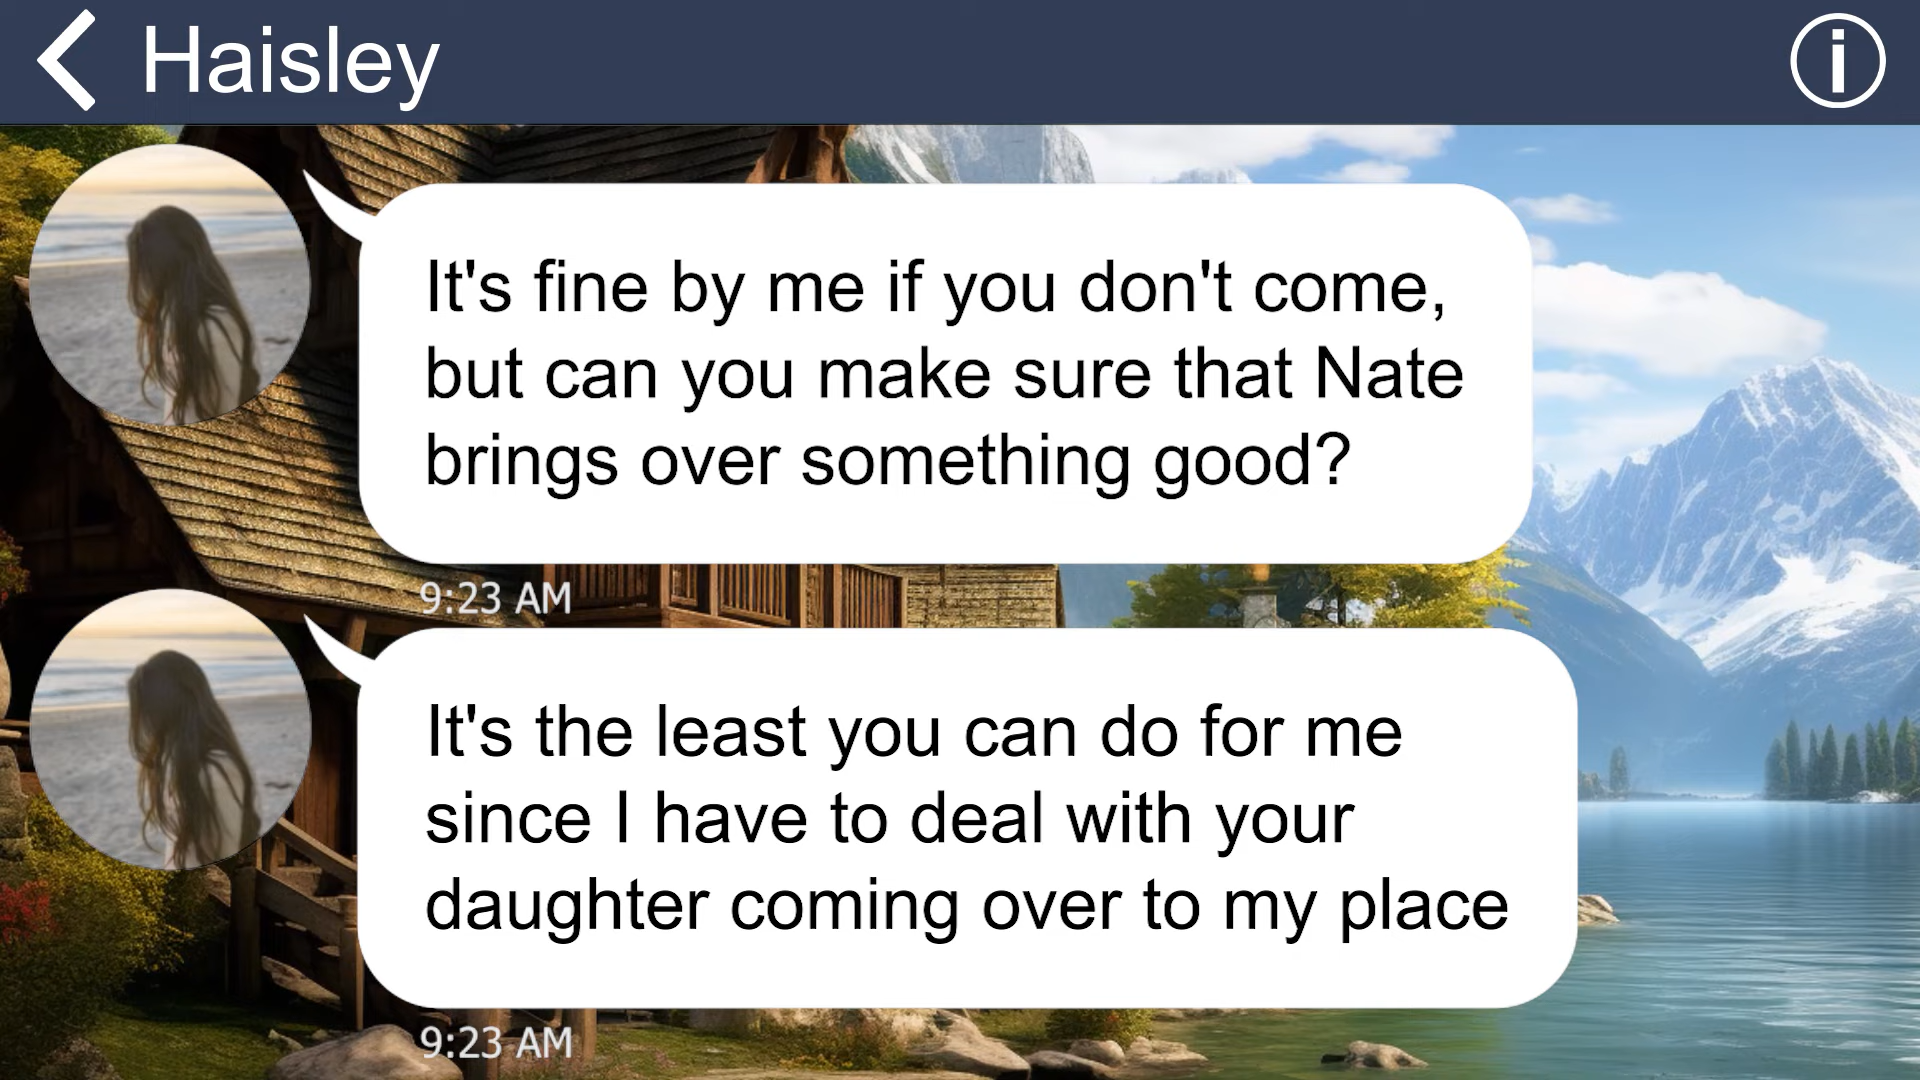 Haisley
It's fine by me if you don't come,
but can you make sure that Nate
brings over something good?
9:23 AM
It's the least you can do for me
since I have to deal with your
daughter coming over to my place
9:23 AM